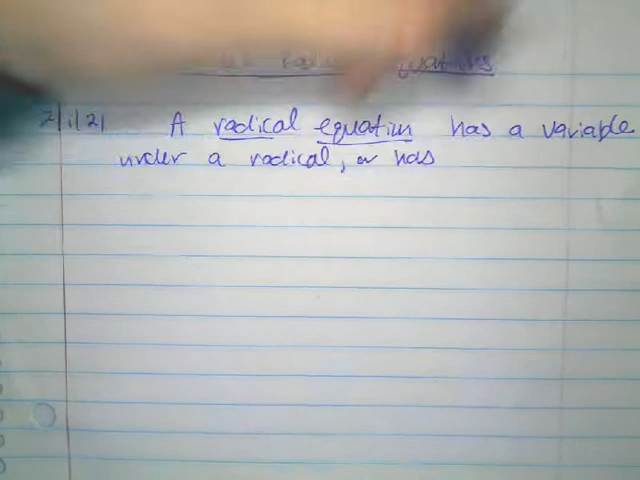 2/1/21 A radical equation has a variable
under a radical, or has